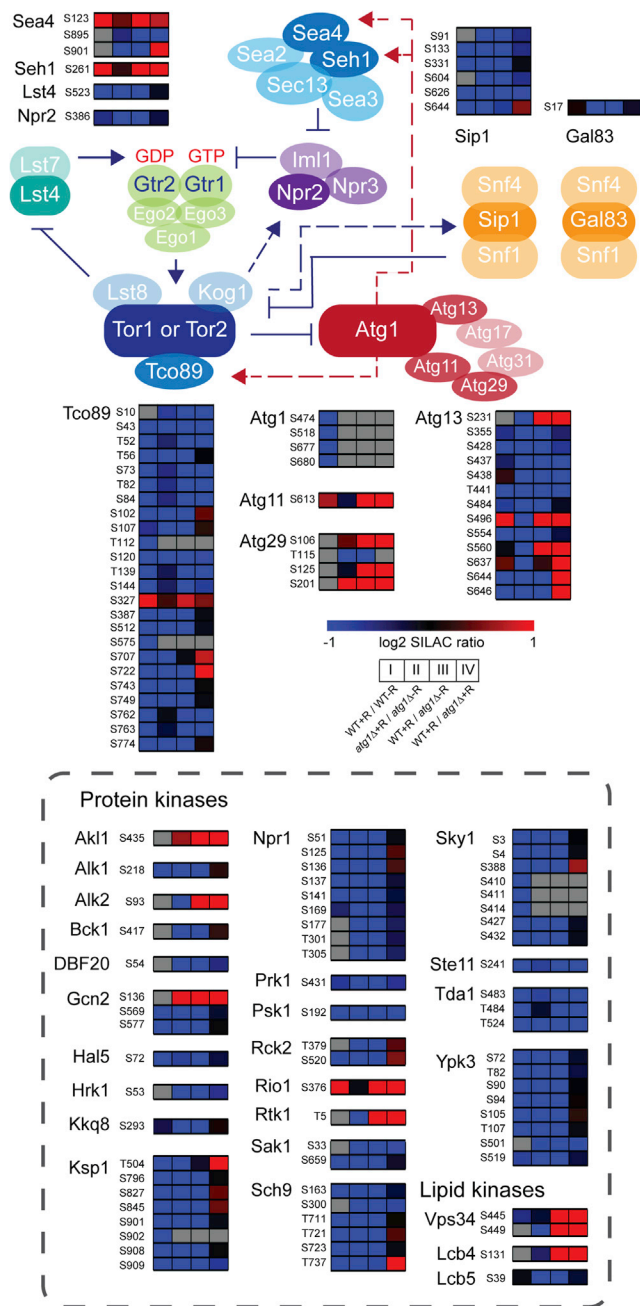 Sea4
S123
S895
S901
Seh1
S261
Lst4
S523
Npr2
S386
Sea4
Sea2
Seh1
Sec13
Sea3
S91
S133
S331
S604
S626
S644
Sip1
S17
Gal83
Lst7
Lst4
GDP
GTP
Gtr2
Gtr1
Ego2
Ego3
Ego1
Iml1
Npr2
Npr3
Snf4
Sip1
Snf1
Snf4
Gal83
Snf1
Lst8
Kog1
Tor1 or Tor2
Tco89
Atg1
Atg13
Atg17
Atg31
Atg11
Atg29
Tco89
S10
S43
T52
T56
S73
T82
S84
S102
S107
T112
S120
T139
S144
S327
S387
S512
S575
S707
S722
S743
S749
S762
S763
S774
Atg1
S474
S518
S677
S680
Atg11
S613
Atg29
S106
T115
S125
S201
Atg13
S231
S355
S428
S437
S438
T441
S484
S496
S554
S560
S637
S644
S646
-1
log2 SILAC ratio
1
I II III IV
WT+R / WT-R
atg1Δ+R / atg1Δ-R
WT+R / atg1Δ-R
WT+R / atg1Δ+R
Protein kinases
Akl1 S435
Alk1 S218
Alk2 S93
Bck1 S417
DBF20 S54
Gcn2 S136
S569
S577
Hal5 S72
Hrk1 S53
Kkq8 S293
Ksp1 T504
S796
S827
S845
S901
S902
S908
S909
Npr1 S51
S125
S136
S137
S141
S169
S177
T301
T305
Prk1 S431
Psk1 S192
Rck2 T379
S520
Rio1 S376
Rtk1 T5
Sak1 S33
S659
Sch9 S163
S300
T711
T721
S723
T737
Sky1 S3
S4
S388
S410
S411
S414
S427
S432
Ste11 S241
Tda1 S483
T484
T524
Ypk3 S72
T82
S90
S94
S105
T107
S501
S519
Lipid kinases
Vps34 S445
S449
Lcb4 S131
Lcb5 S39